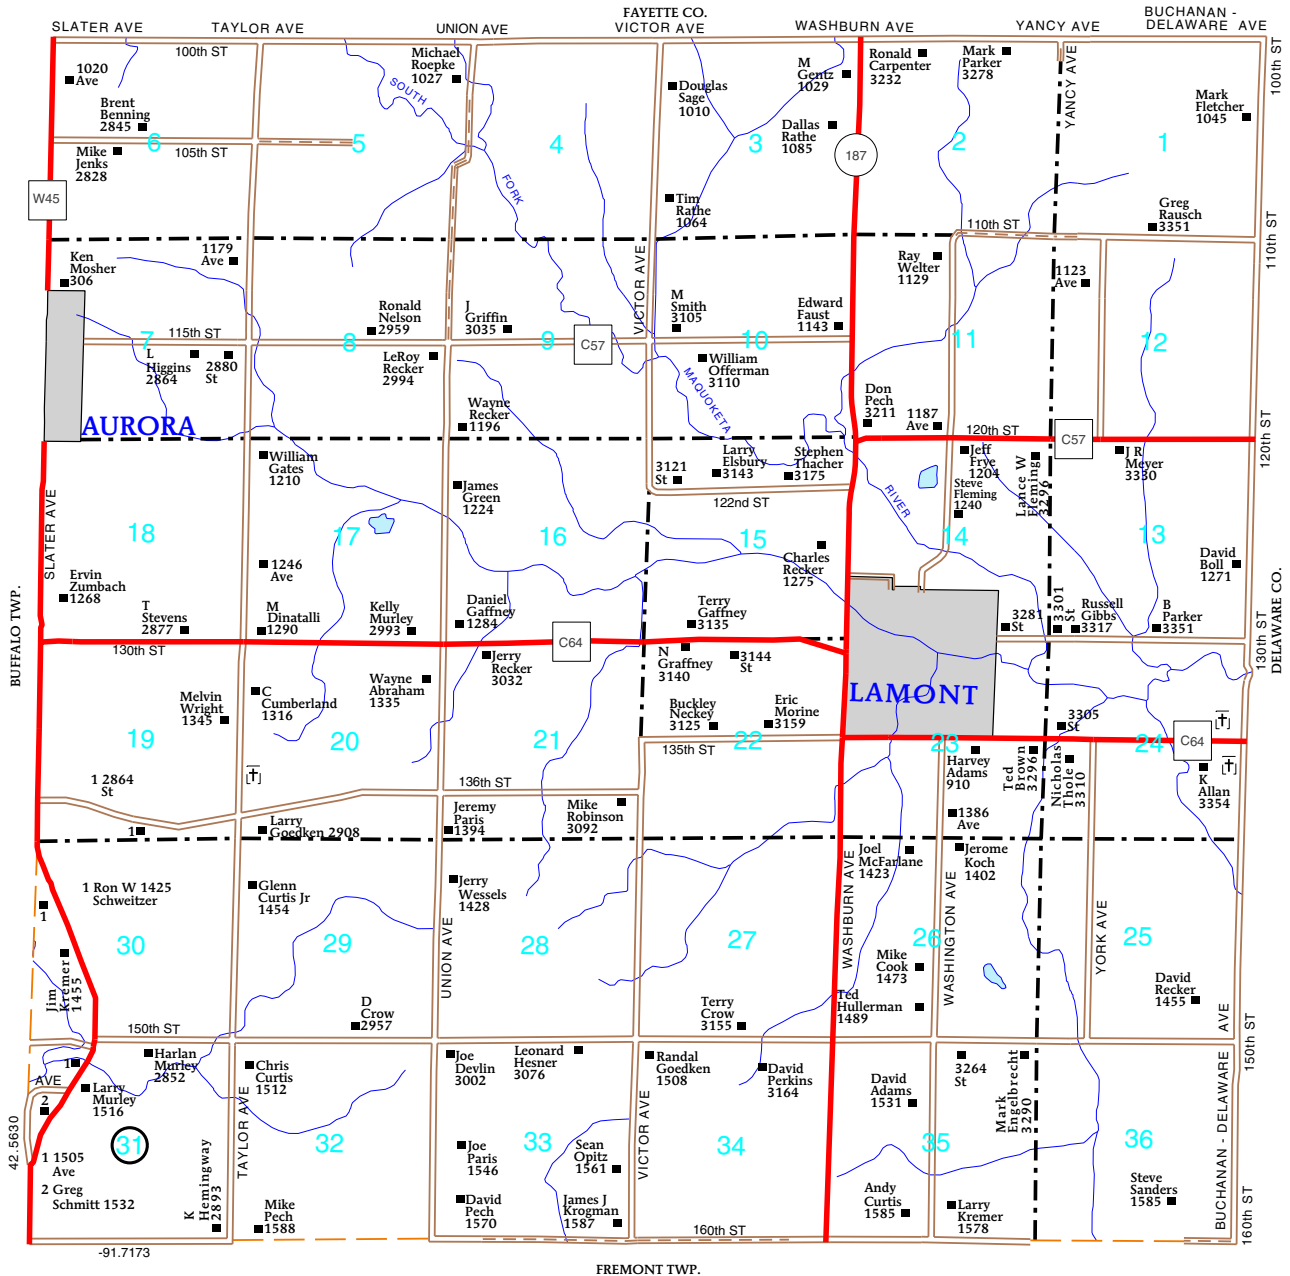 FAYETTE CO.
BUCHANAN -
SLATER AVE
TAYLOR AVE
UNION AVE
VICTOR AVE
WASHBURN AVE
YANCY AVE
DELAWARE AVE
100th ST
100th ST
YANCY AVE
1020
Ave
Michael
Roepke
1027
SOUTH
Douglas
Sage
1010
M
Gentz
1029
Ronald
Carpenter
3232
Mark
Parker
3278
Mark
Fletcher
1045
Brent
Benning
2845
Dallas
Rathe
1085
6
5
4
3
2
1
105th ST
Mike
Jenks
2828
187
W45
FORK
Tim
Rathe
1064
Greg
Rausch
3351
110th ST
110th ST
1179
Ave
Ken
Mosher
306
VICTOR AVE
Ray
Welter
1129
1123
Ave
Ronald
Nelson
2959
J
Griffin
3035
M
Smith
3105
Edward
Faust
1143
115th ST
7
8
9
10
11
12
C57
L
Higgins
2864
2880
St
LeRoy
Recker
2994
William
Offerman
3110
MAQUOKETA
Wayne
Recker
1196
Don
Pech
3211
1187
Ave
AURORA
120th ST
C57
120th ST
William
Gates
1210
3121
St
Larry
Elsbury
3143
Stephen
Thacher
3175
Jeff
Frye
1204
Lance W
Fleming
3296
J R
Meyer
3330
James
Green
1224
122nd ST
RIVER
Steve
Fleming
1240
SLATER AVE
18
17
16
15
14
13
Charles
Recker
1275
David
Boll
1271
1246
Ave
Ervin
Zumbach
1268
BUFFALO TWP.
T
Stevens
2877
M
Dinatalli
1290
Kelly
Murley
2993
Daniel
Gaffney
1284
Terry
Gaffney
3135
3281
St
3301
St
Russell
Gibbs
3317
B
Parker
3351
130th ST
DELAWARE CO.
130th ST
C64
Jerry
Recker
3032
N
Graffney
3140
3144
St
Melvin
Wright
1345
C
Cumberland
1316
Wayne
Abraham
1335
Buckley
Neckey
3125
Eric
Morine
3159
LAMONT
3305
St
19
20
21
22
23
24
C64
135th ST
1 2864
St
136th ST
Harvey
Adams
910
Ted
Brown
3296
Nicholas
Thole
3310
K
Allan
3354
1
Larry
Goedken 2908
Jeremy
Paris
1394
Mike
Robinson
3092
1386
Ave
Joel
McFarlane
1423
Jerome
Koch
1402
1 Ron W 1425
Schweitzer
Glenn
Curtis Jr
1454
Jerry
Wessels
1428
1
UNION AVE
WASHBURN AVE
WASHINGTON AVE
YORK AVE
30
29
28
27
26
25
Jim
Kremer
1455
Mike
Cook
1473
David
Recker
1455
D
Crow
2957
Terry
Crow
3155
Ted
Hullerman
1489
150th ST
150th ST
1
Harlan
Murley
2852
Chris
Curtis
1512
Joe
Devlin
3002
Leonard
Hesner
3076
Randal
Goedken
1508
David
Perkins
3164
3264
St
Mark
Engelbrecht
3290
AVE
Larry
Murley
1516
2
David
Adams
1531
TAYLOR AVE
VICTOR AVE
BUCHANAN - DELAWARE AVE
42.5630
31
32
33
34
35
36
1 1505
Ave
2 Greg
Schmitt 1532
K
Hemingway
2893
Joe
Paris
1546
Sean
Opitz
1561
Mike
Pech
1588
David
Pech
1570
James J
Krogman
1587
Andy
Curtis
1585
Larry
Kremer
1578
Steve
Sanders
1585
160th ST
160th ST
-91.7173
FREMONT TWP.